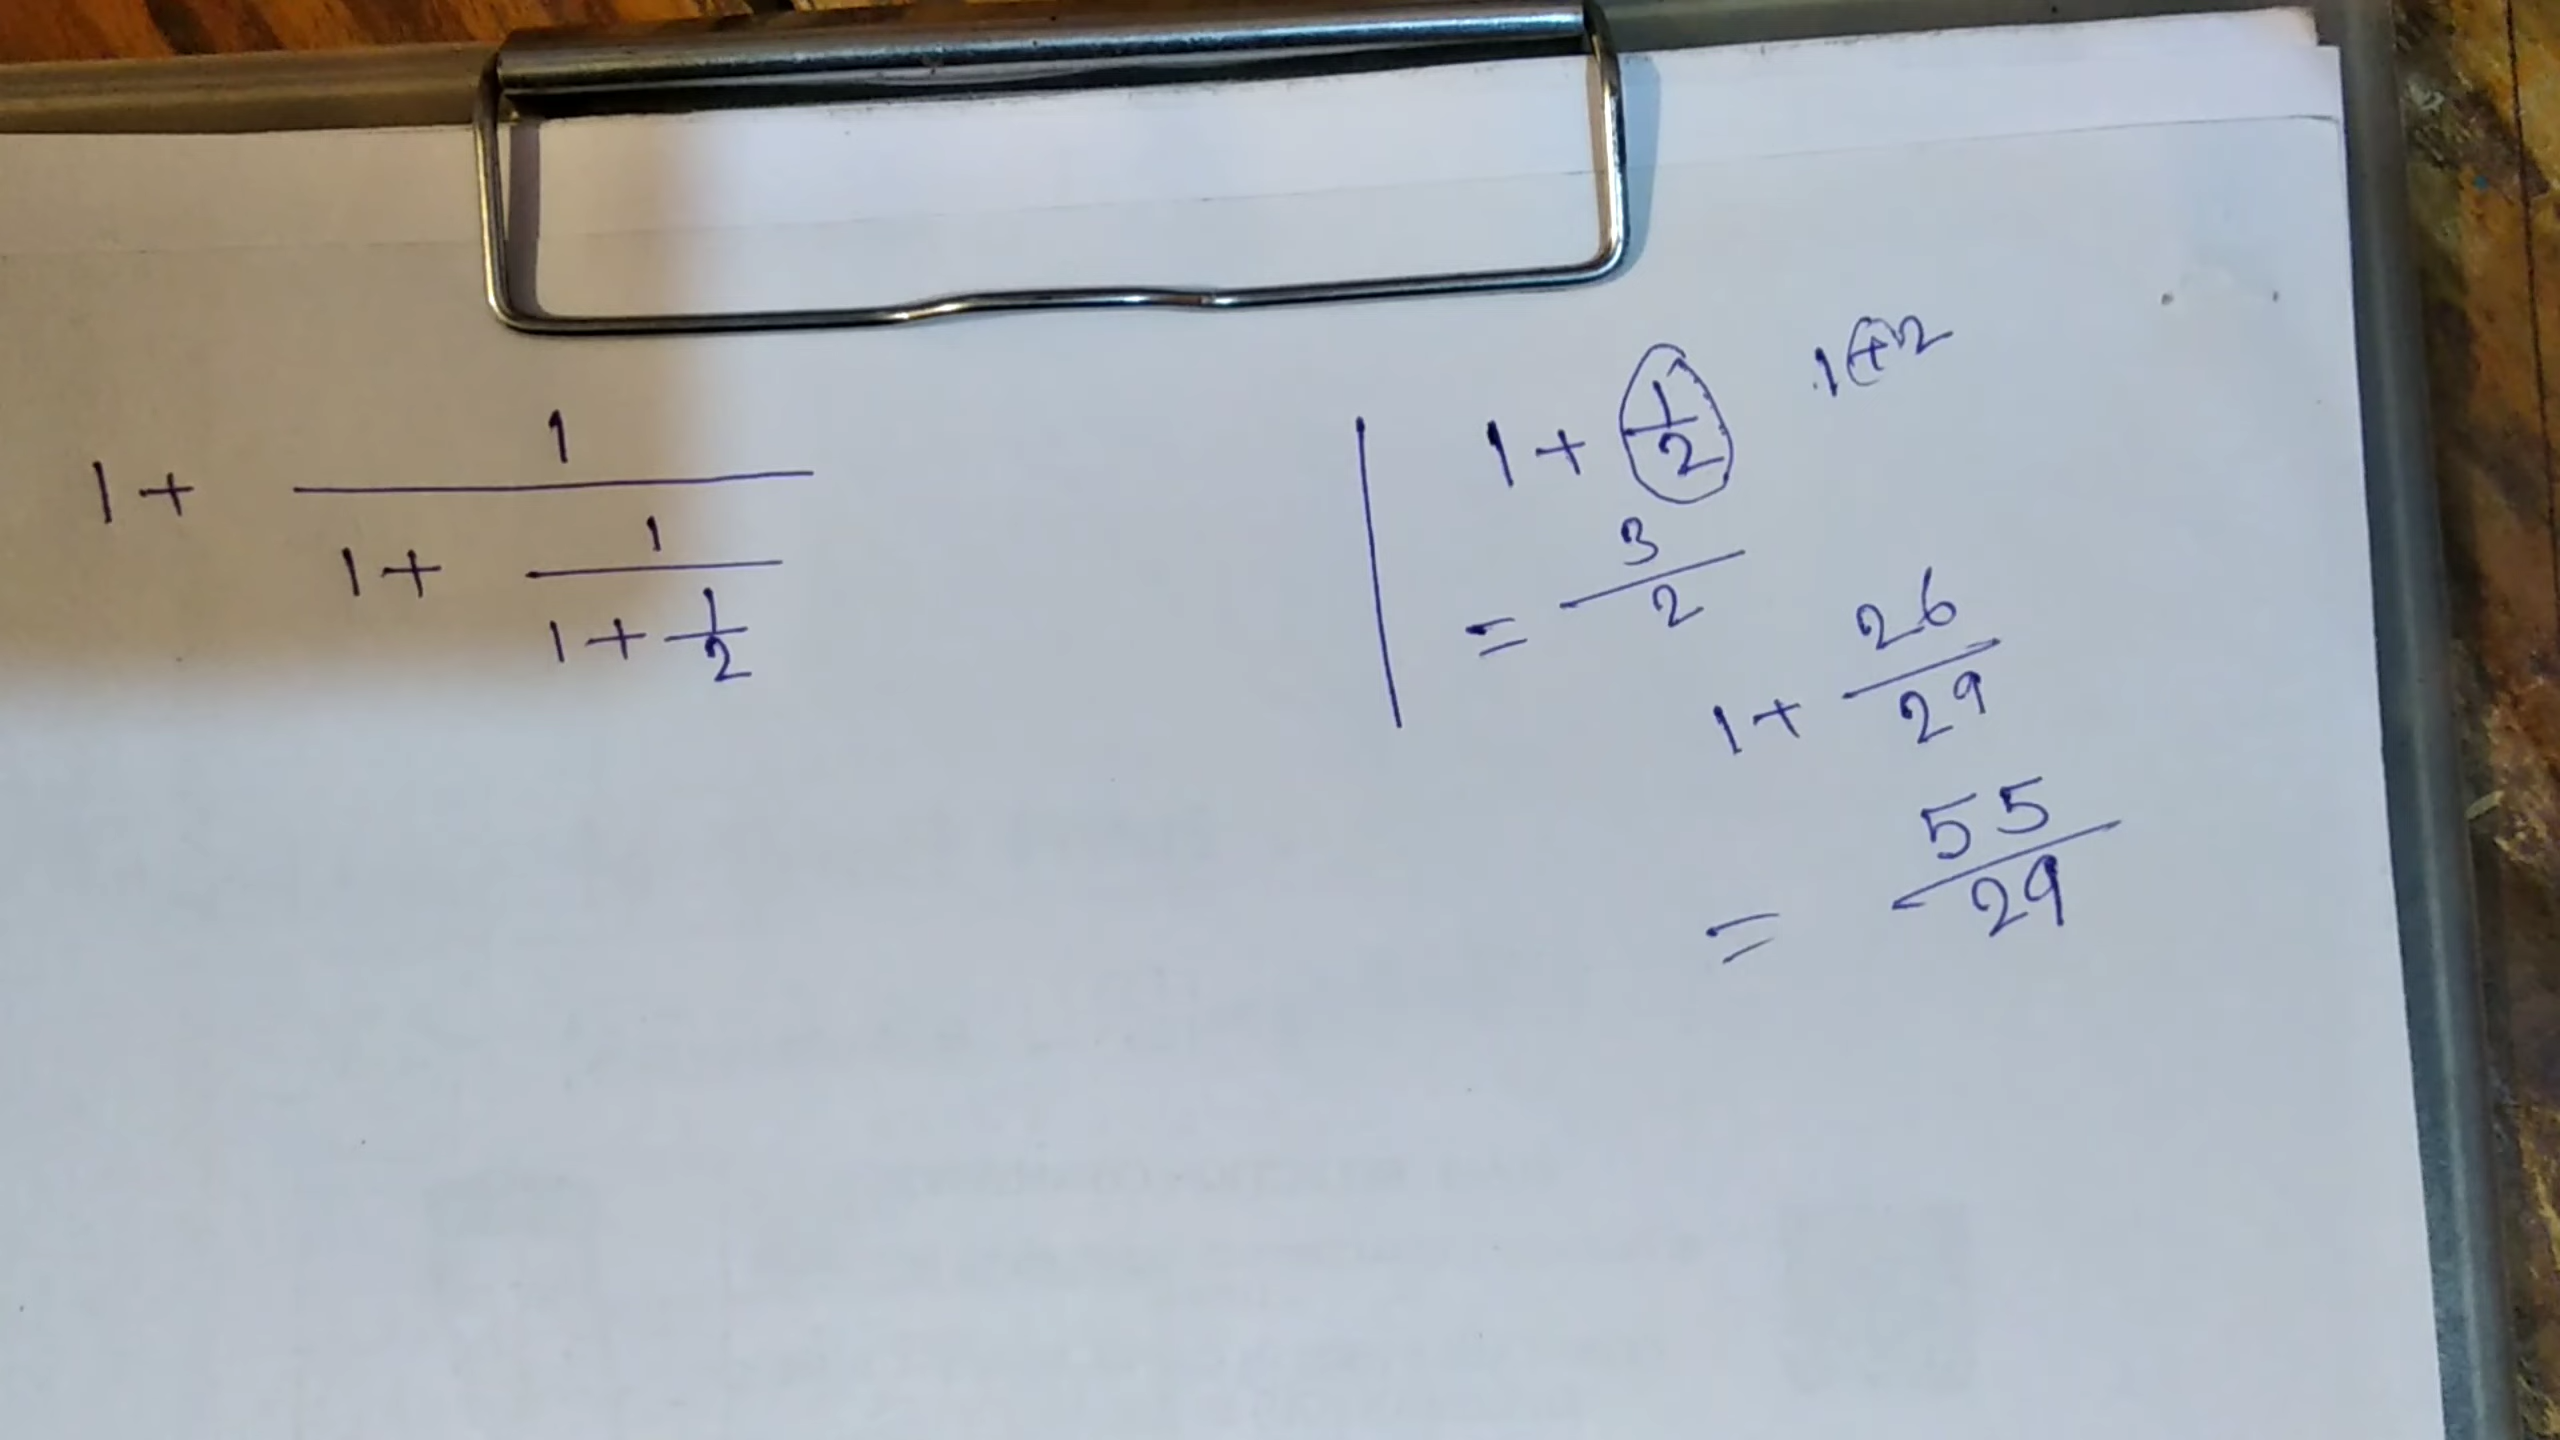 1 + 1
1 + 1
1 + 1/2
1 + 1/2 1+2
= 3/2
1 + 26/29
= 55/29